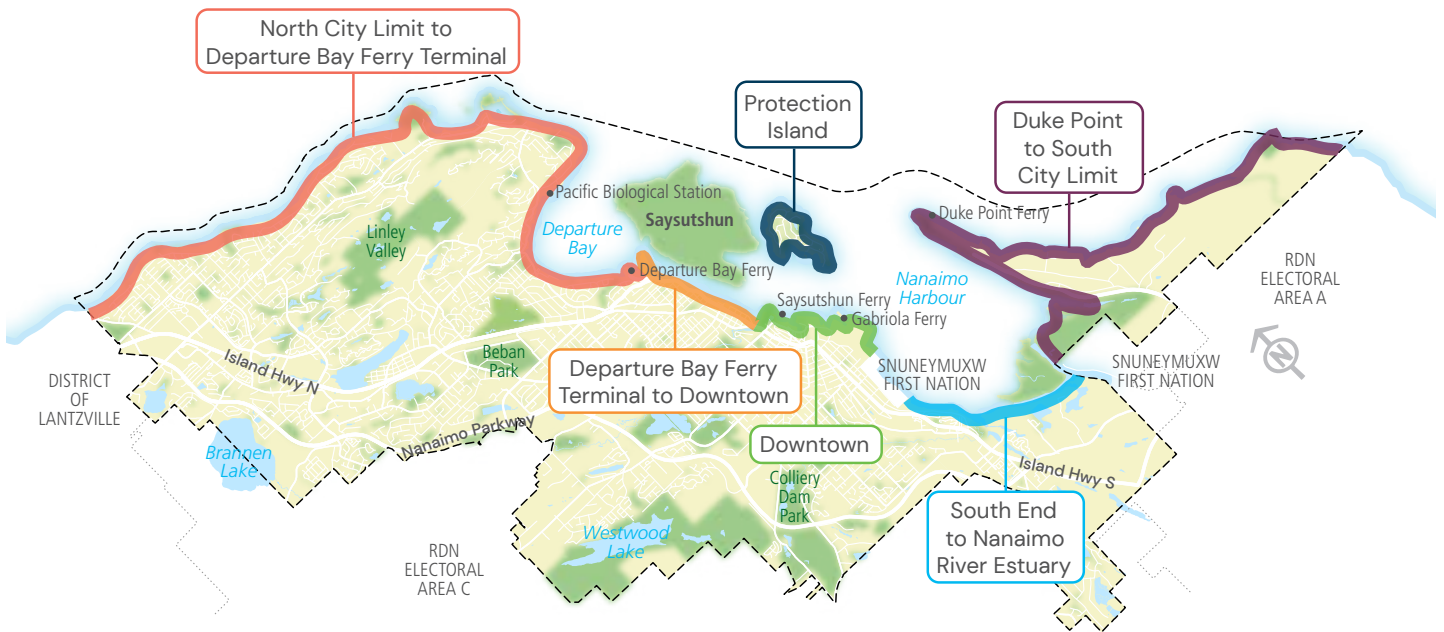 North City Limit to
Departure Bay Ferry Terminal
Protection
Island
Duke Point
to South
City Limit
Pacific Biological Station
Saysutshun
Duke Point Ferry
Linley
Valley
Departure
Bay
Departure Bay Ferry
Nanaimo
Harbour
RDN
ELECTORAL
AREA A
Saysutshun Ferry
Gabriola Ferry
N
Island Hwy N
Beban
Park
Departure Bay Ferry
Terminal to Downtown
SNUNEYMUXW
FIRST NATION
SNUNEYMUXW
FIRST NATION
DISTRICT
OF
LANTZVILLE
Nanaimo Parkway
Downtown
Brannen
Lake
Island Hwy S
Colliery
Dam
Park
South End
to Nanaimo
River Estuary
Westwood
Lake
RDN
ELECTORAL
AREA C